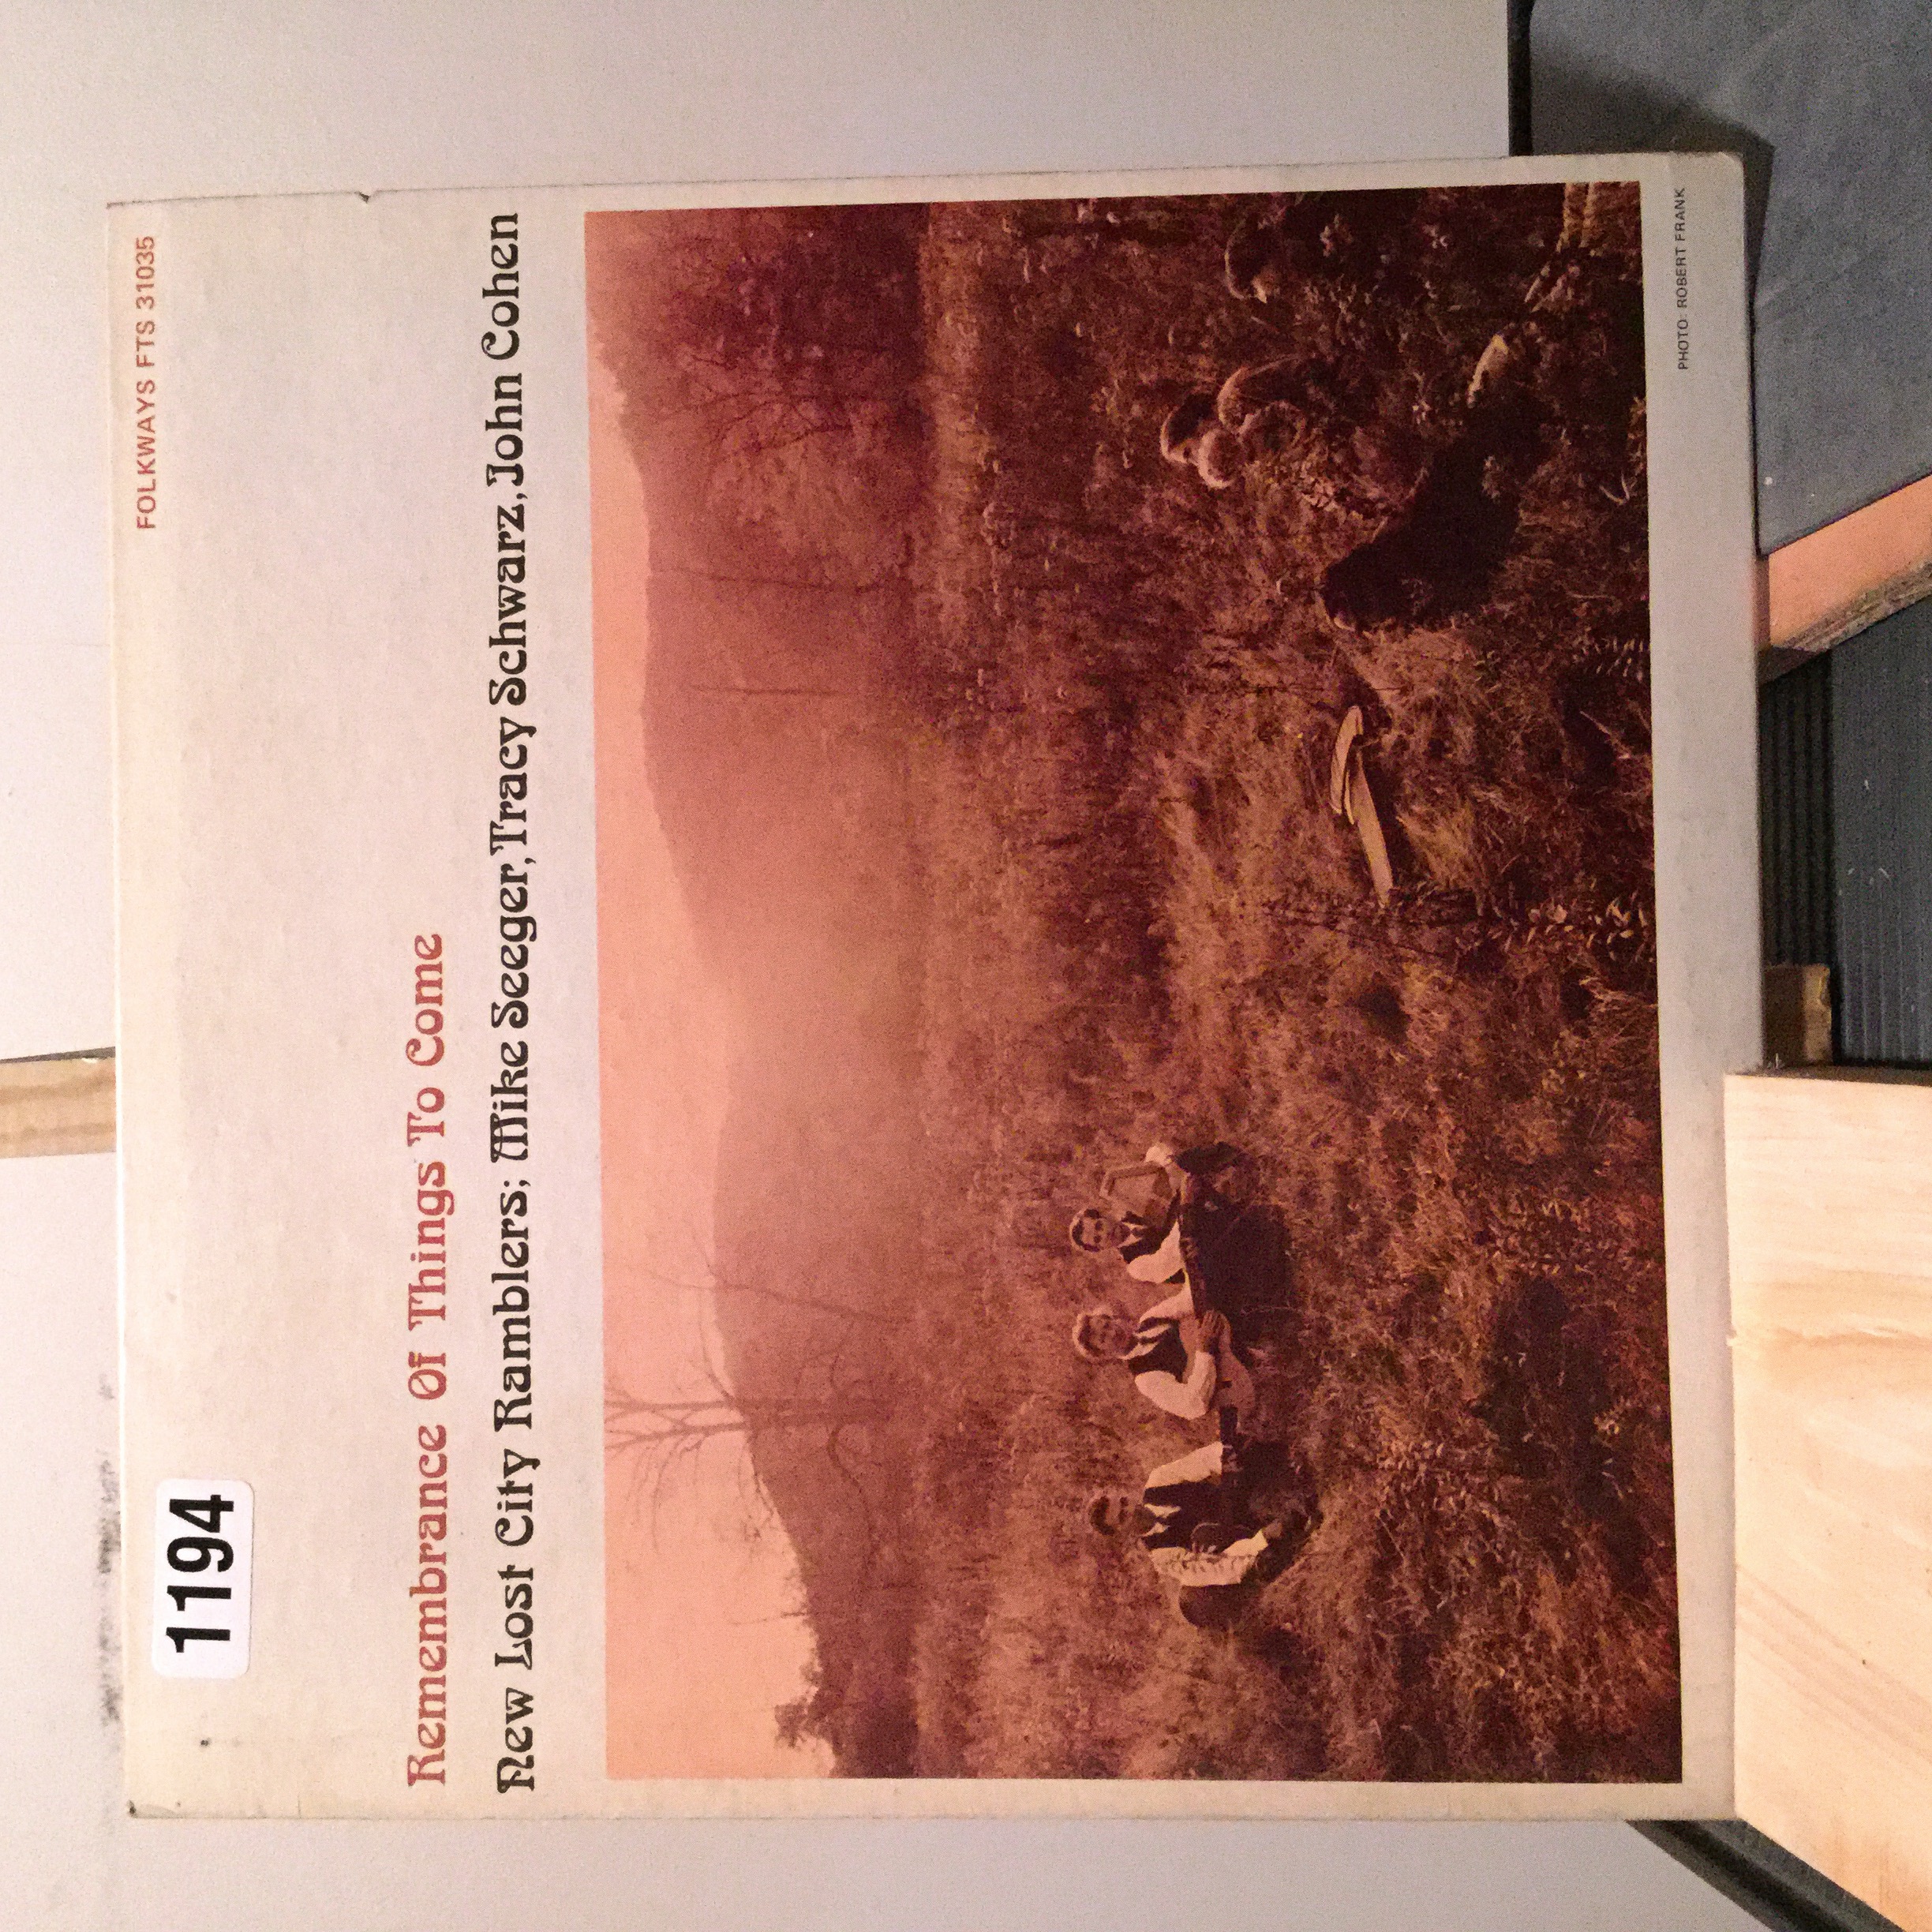 FOLKWAYS FTS 31035
1194
Remembrance Of Things To Come
New Lost City Ramblers; Mike Seeger, Tracy Schwarz, John Cohen
PHOTO: ROBERT FRANK